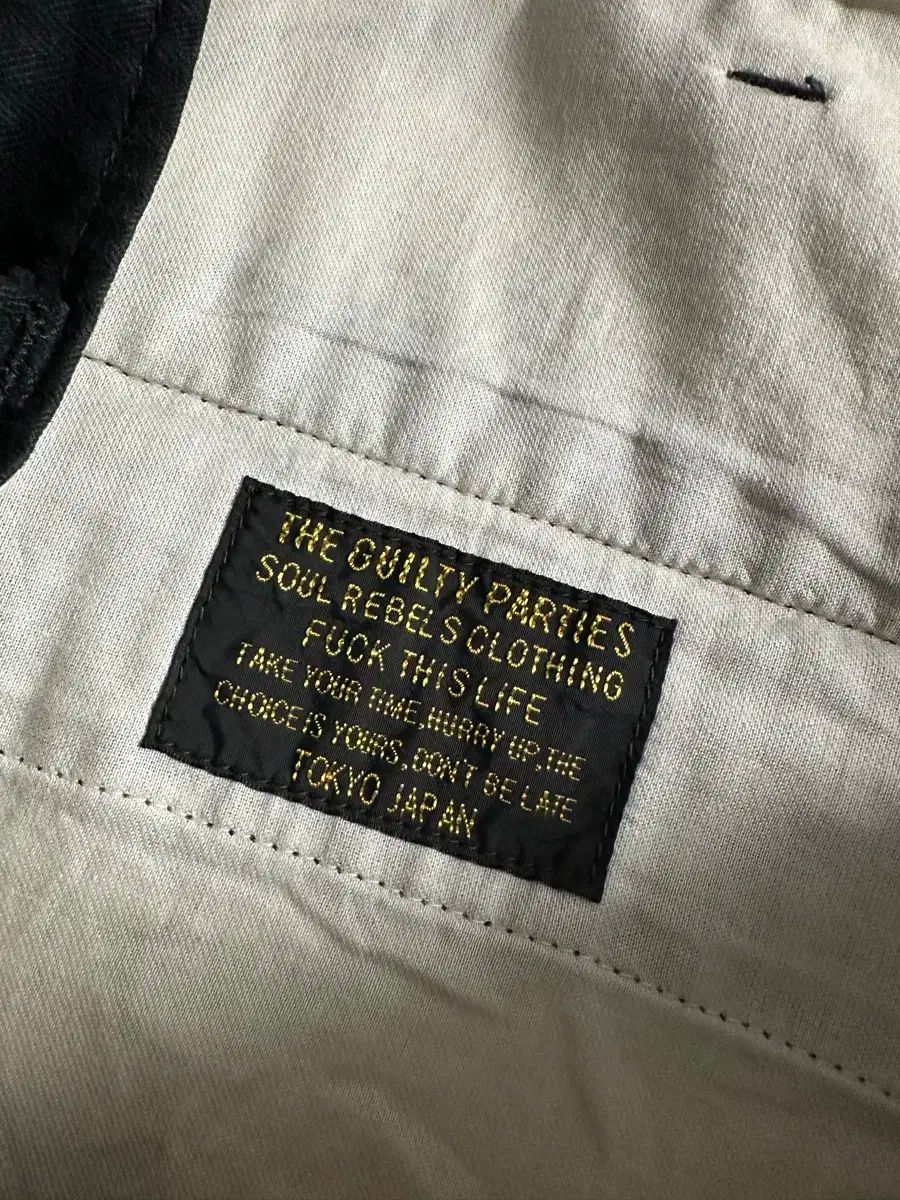 THE GUILTY PARTIES
SOUL REBELS CLOTHING
FUCK THIS LIFE
TAKE YOUR TIME,HURRY UP,THE
CHOICE IS YOURS,DON'T BE LATE
TOKYO JAPAN